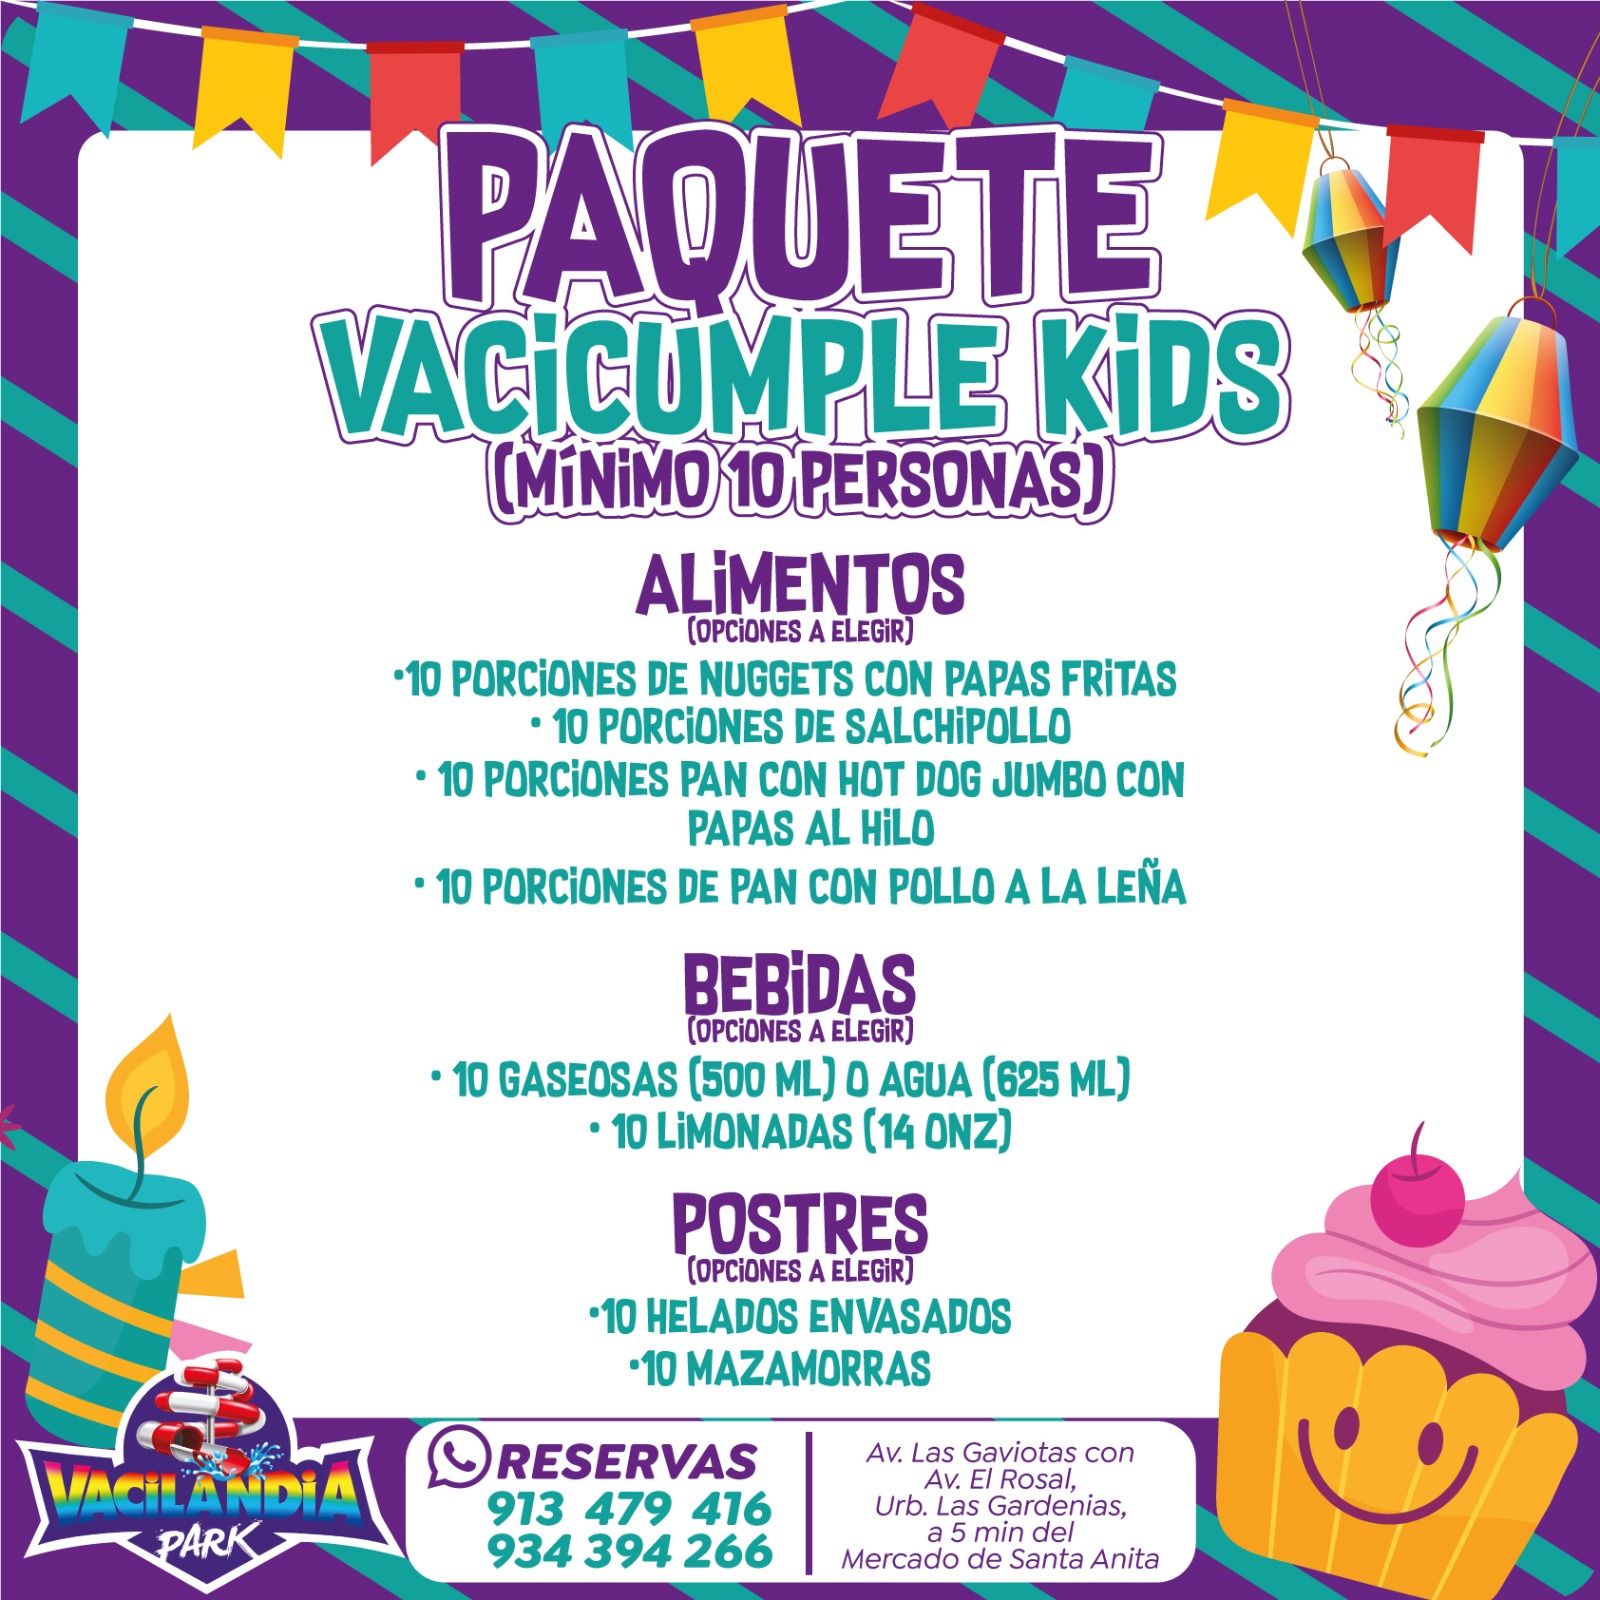 PAQUETE
VACiCUMPLE KiDS
(MÍNiMO 10 PERSONAS)
ALiMENTOS
(OPCiONES A ELEGiR)
•10 PORCiONES DE NUGGETS CON PAPAS FRiTAS
• 10 PORCiONES DE SALCHiPOLLO
• 10 PORCiONES PAN CON HOT DOG JUMBO CON
PAPAS AL HiLO
• 10 PORCiONES DE PAN CON POLLO A LA LEÑA
BEBiDAS
(OPCiONES A ELEGiR)
• 10 GASEOSAS (500 ML) O AGUA (625 ML)
• 10 LiMONADAS (14 ONZ)
POSTRES
(OPCiONES A ELEGiR)
•10 HELADOS ENVASADOS
•10 MAZAMORRAS
VACiLANDiA
PARK
RESERVAS
913 479 416
934 394 266
Av. Las Gaviotas con
Av. El Rosal,
Urb. Las Gardenias,
a 5 min del
Mercado de Santa Anita